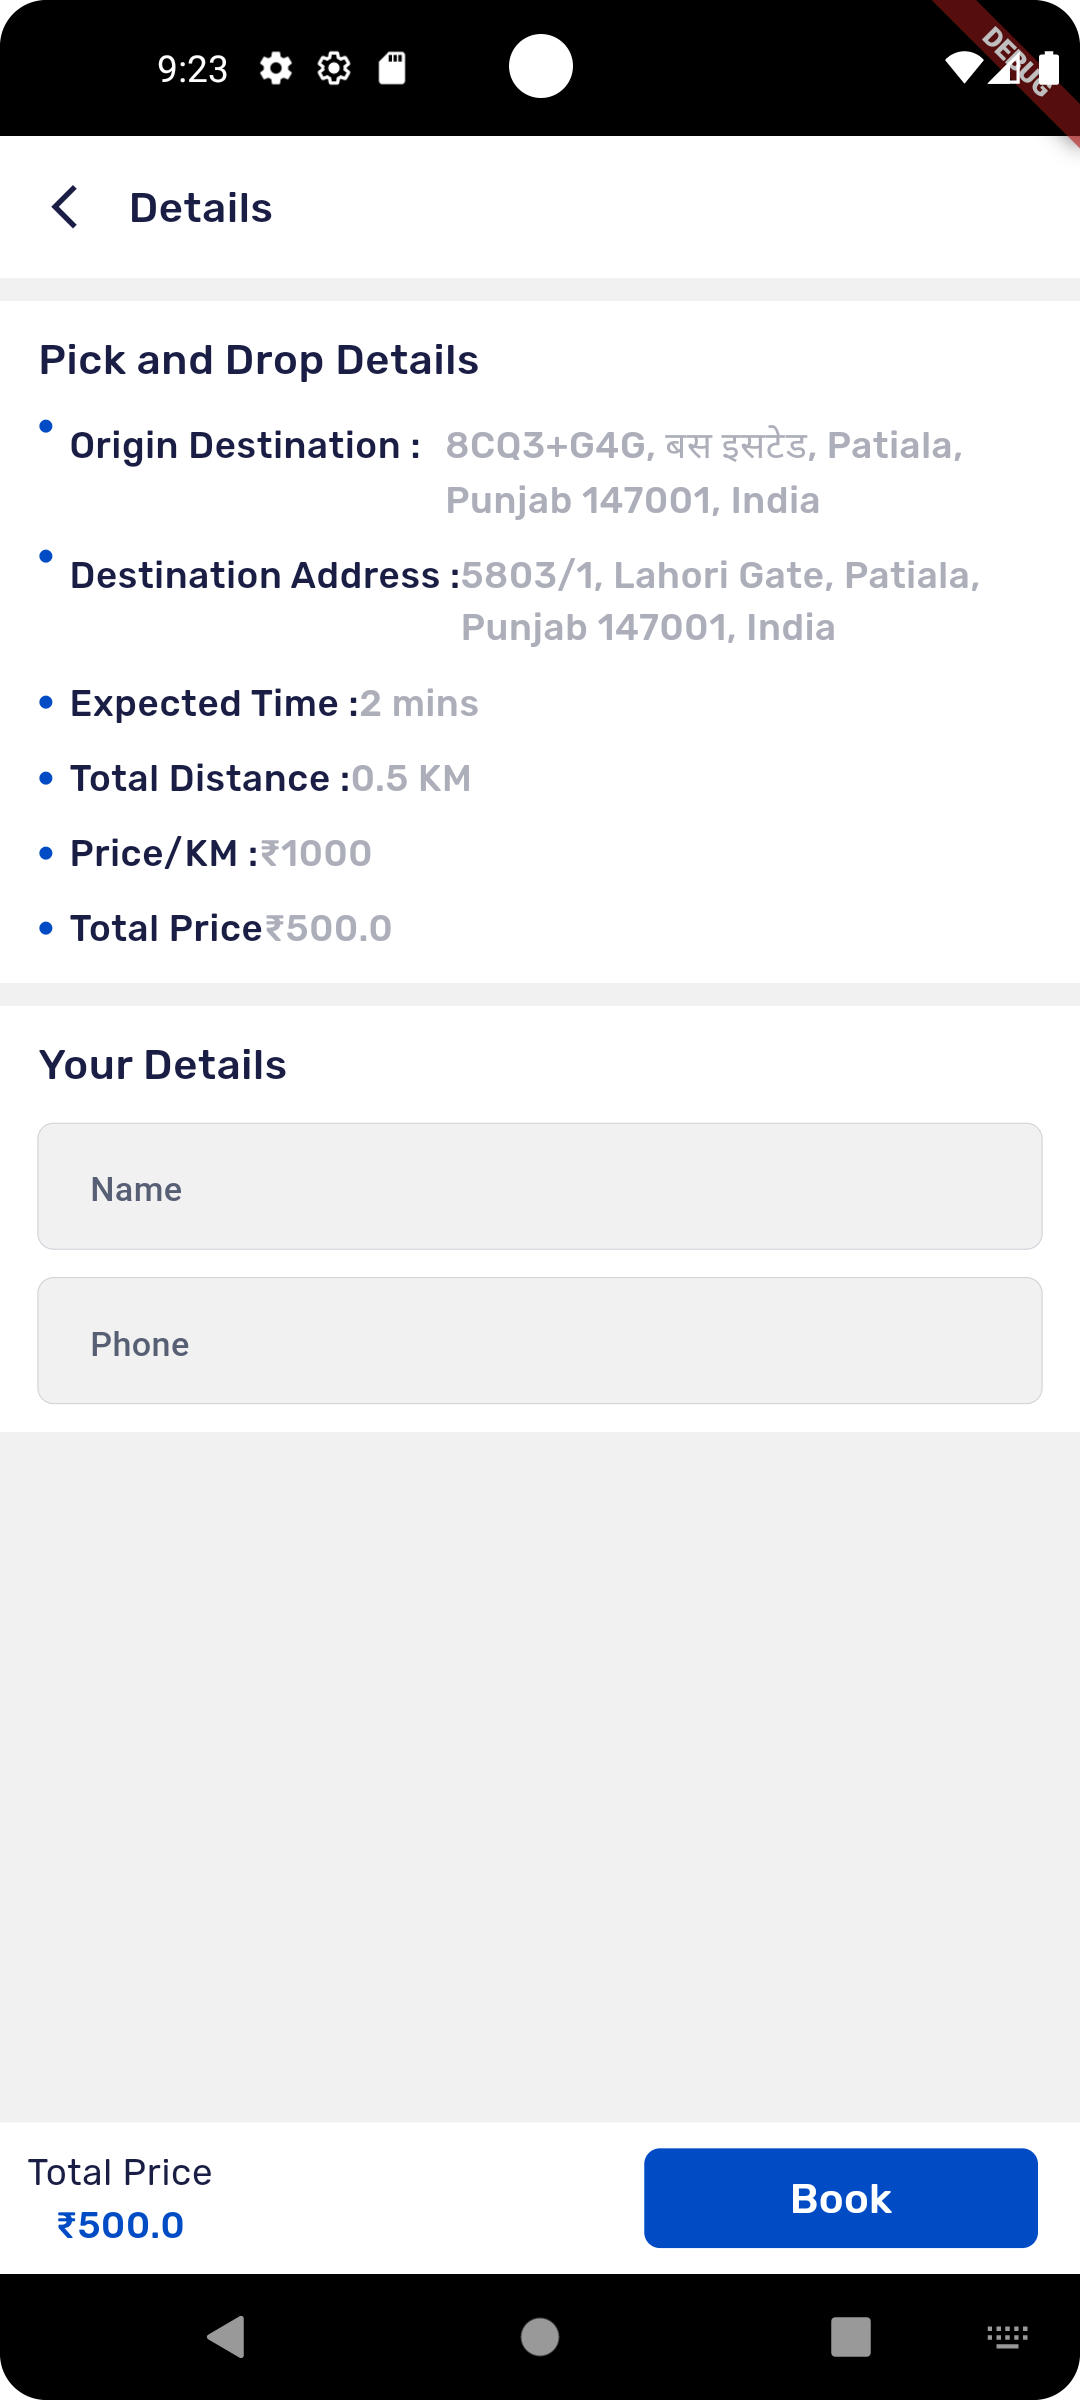 9:23
DEBUG
Details
Pick and Drop Details
Origin Destination : 8CQ3+G4G, बस इसटेड, Patiala,
Punjab 147001, India
Destination Address :5803/1, Lahori Gate, Patiala,
Punjab 147001, India
Expected Time :2 mins
Total Distance :0.5 KM
Price/KM :₹1000
Total Price₹500.0
Your Details
Name
Phone
Total Price
₹500.0
Book